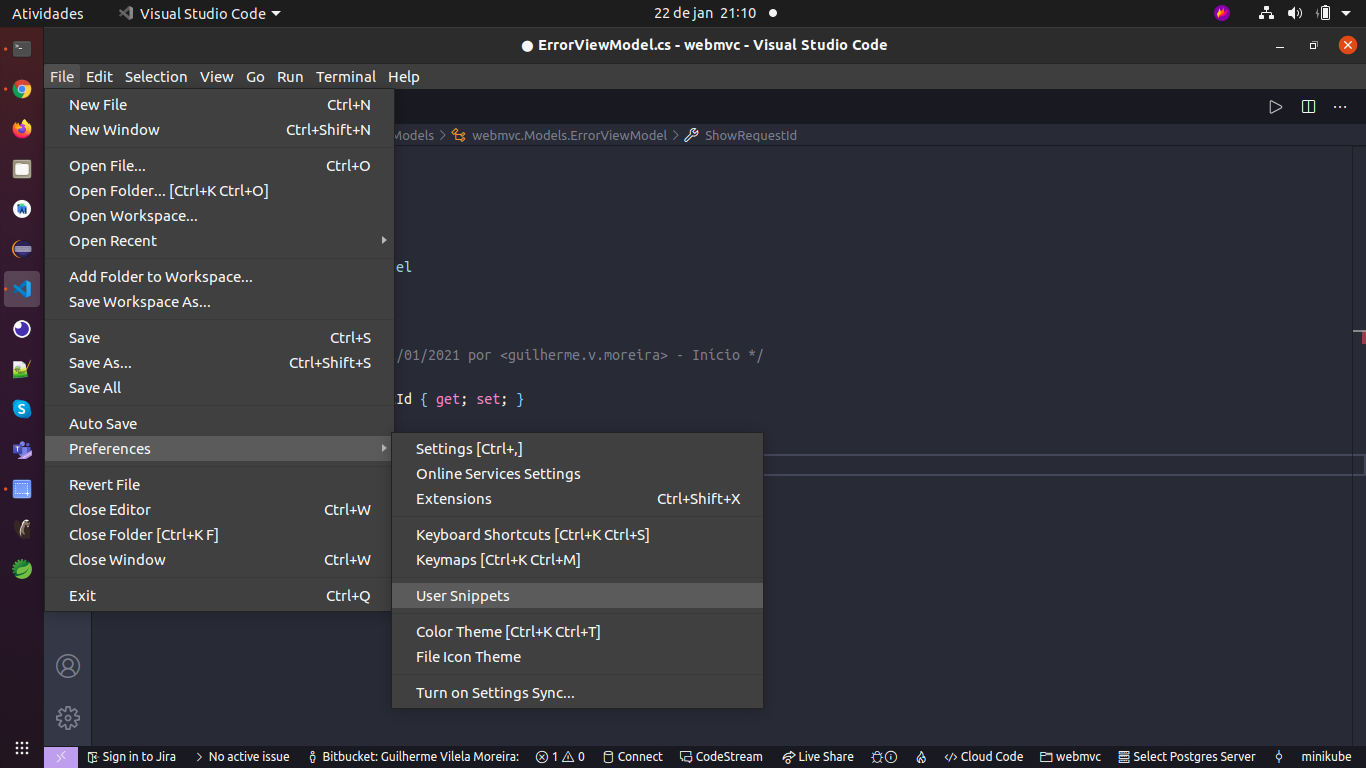 Atividades
Visual Studio Code
22 de jan 21:10
● ErrorViewModel.cs - webmvc - Visual Studio Code
File Edit Selection View Go Run Terminal Help
New File Ctrl+N
New Window Ctrl+Shift+N
Open File... Ctrl+O
Open Folder... [Ctrl+K Ctrl+O]
Open Workspace...
Open Recent
Add Folder to Workspace...
Save Workspace As...
Save Ctrl+S
Save As... Ctrl+Shift+S
Save All
Auto Save
Preferences
Revert File
Close Editor Ctrl+W
Close Folder [Ctrl+K F]
Close Window Ctrl+W
Exit Ctrl+Q
Models > webmvc.Models.ErrorViewModel > ShowRequestId
el
/01/2021 por <guilherme.v.moreira> - Início */
Id { get; set; }
Settings [Ctrl+,]
Online Services Settings
Extensions Ctrl+Shift+X
Keyboard Shortcuts [Ctrl+K Ctrl+S]
Keymaps [Ctrl+K Ctrl+M]
User Snippets
Color Theme [Ctrl+K Ctrl+T]
File Icon Theme
Turn on Settings Sync...
Sign in to Jira No active issue Bitbucket: Guilherme Vilela Moreira: 1 0 Connect CodeStream Live Share Cloud Code webmvc Select Postgres Server minikube